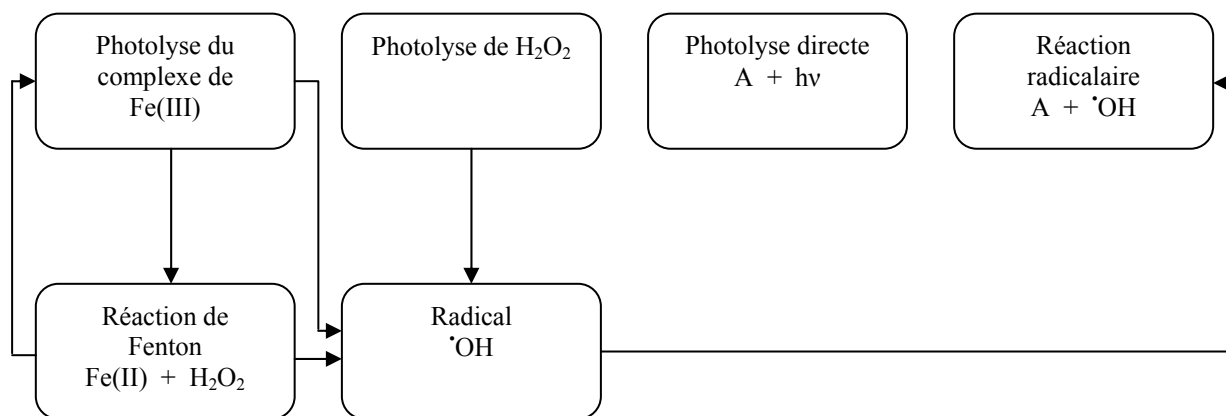 Photolyse du
complexe de
Fe(III)
Photolyse de H₂O₂
Photolyse directe
A + hν
Réaction
radicalaire
A + •OH
Réaction de
Fenton
Fe(II) + H₂O₂
Radical
•OH